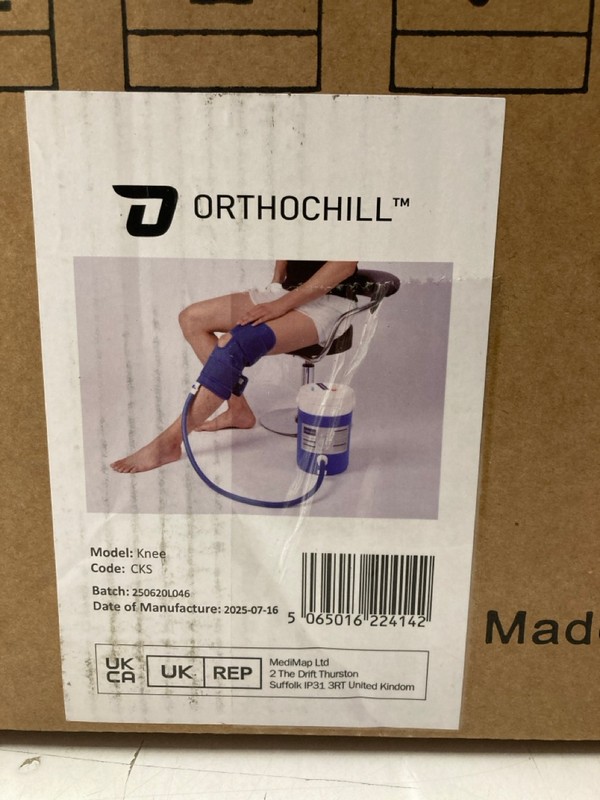 ORTHOCHILL™
Model: Knee
Code: CKS
Batch: 250620L046
Date of Manufacture: 2025-07-16
5 065016 224142
UK
CA
UK REP
MediMap Ltd
2 The Drift Thurston
Suffolk IP31 3RT United Kindom
Made